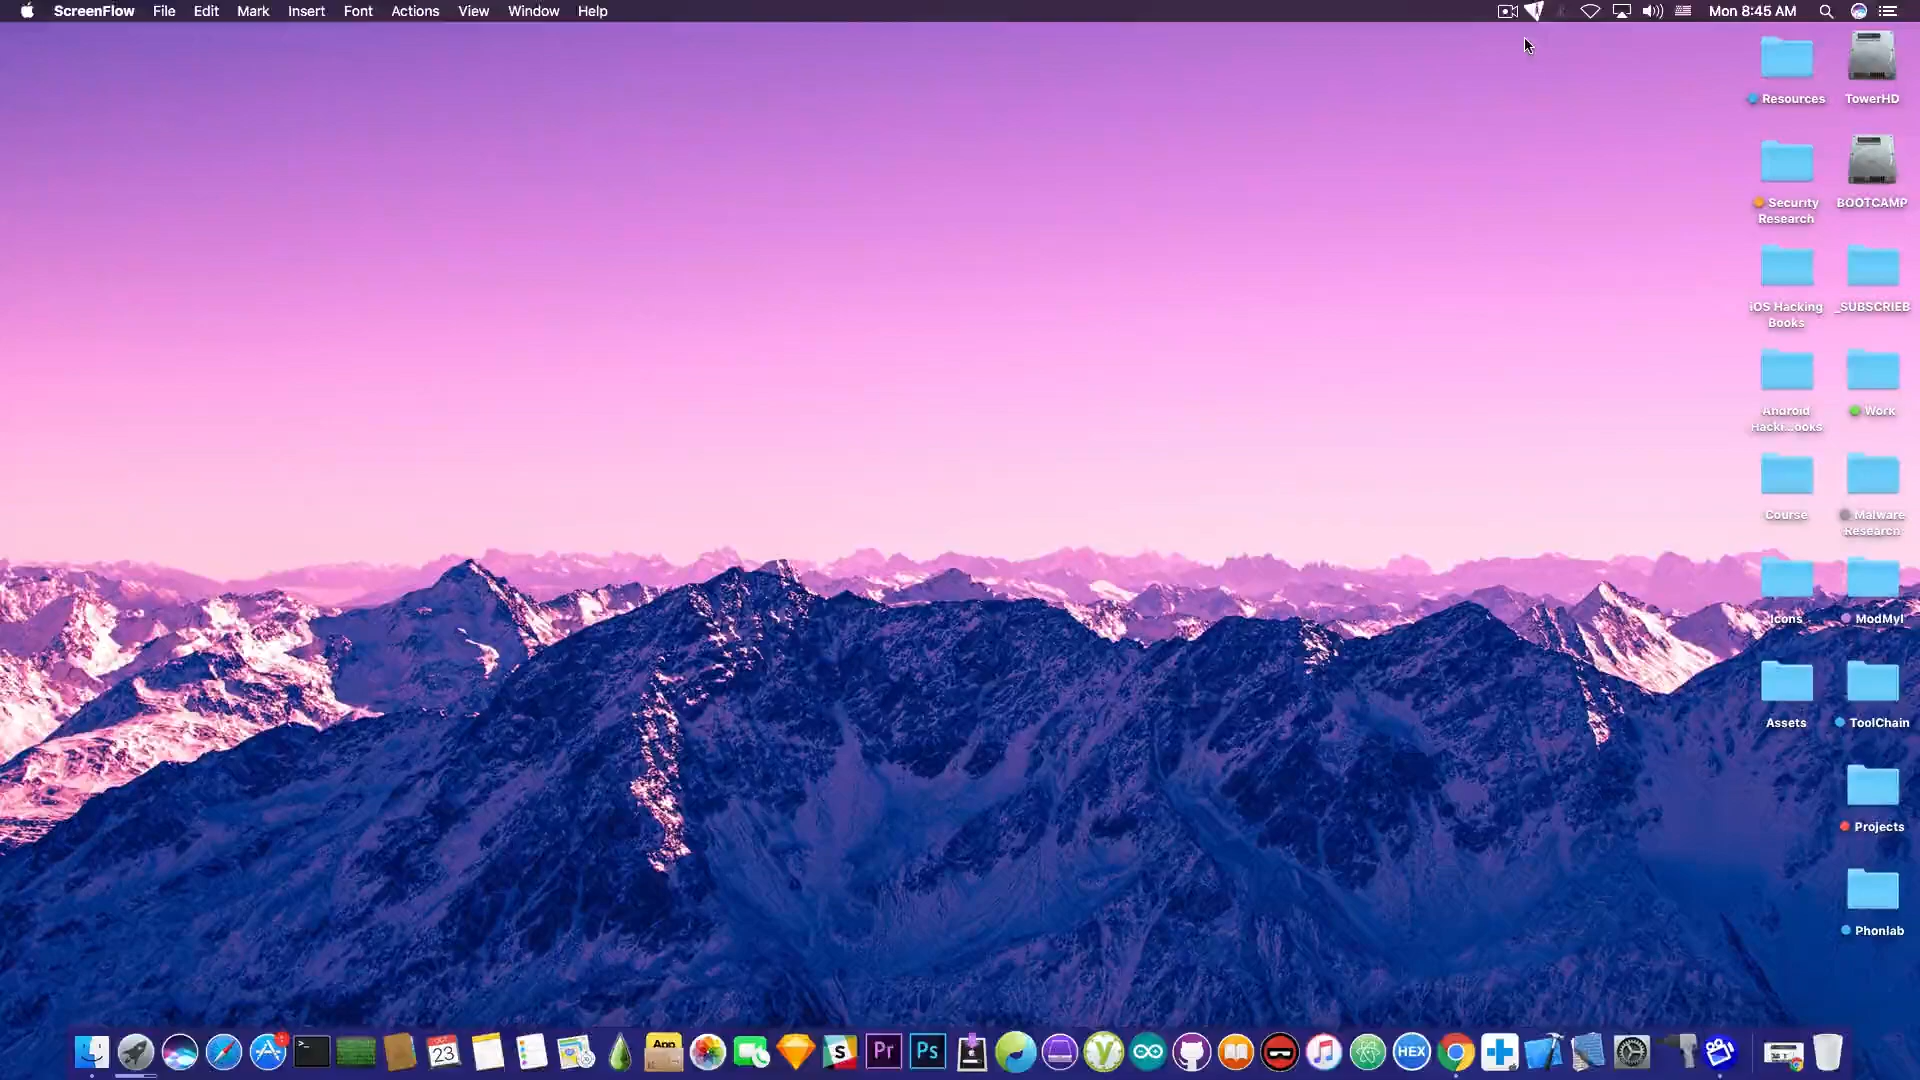 ScreenFlow File Edit Mark Insert Font Actions View Window Help
Mon 8:45 AM
Resources
TowerHD
Security
Research
BOOTCAMP
iOS Hacking
Books
_SUBSCRIEB
Android
Hacki...ooks
Work
Course
Malware
Research
Icons
ModMyI
Assets
ToolChain
Projects
Phonlab
OCT
23
App
S
Pr
Ps
HEX